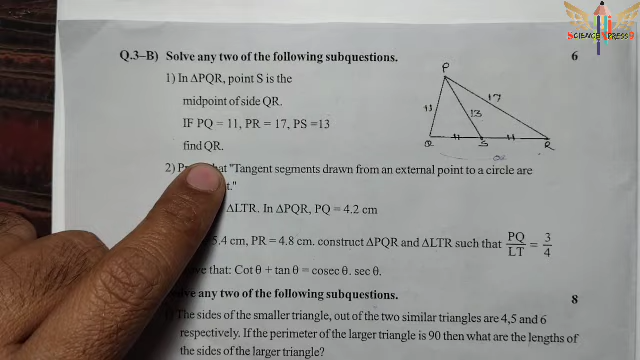 SCIENCE XPRESS9
Q.3–B) Solve any two of the following subquestions. 6
1) In ΔPQR, point S is the
midpoint of side QR.
IF PQ = 11, PR = 17, PS =13
find QR.
P
17
11
13
Q
S
R
2) that "Tangent segments drawn from an external point to a circle are
ΔLTR. In ΔPQR, PQ = 4.2 cm
5.4 cm, PR = 4.8 cm. construct ΔPQR and ΔLTR such that PQ/LT = 3/4
that: Cot θ + tan θ = cosec θ. sec θ.
any two of the following subquestions. 8
The sides of the smaller triangle, out of the two similar triangles are 4,5 and 6
respectively. If the perimeter of the larger triangle is 90 then what are the lengths of
the sides of the larger triangle?